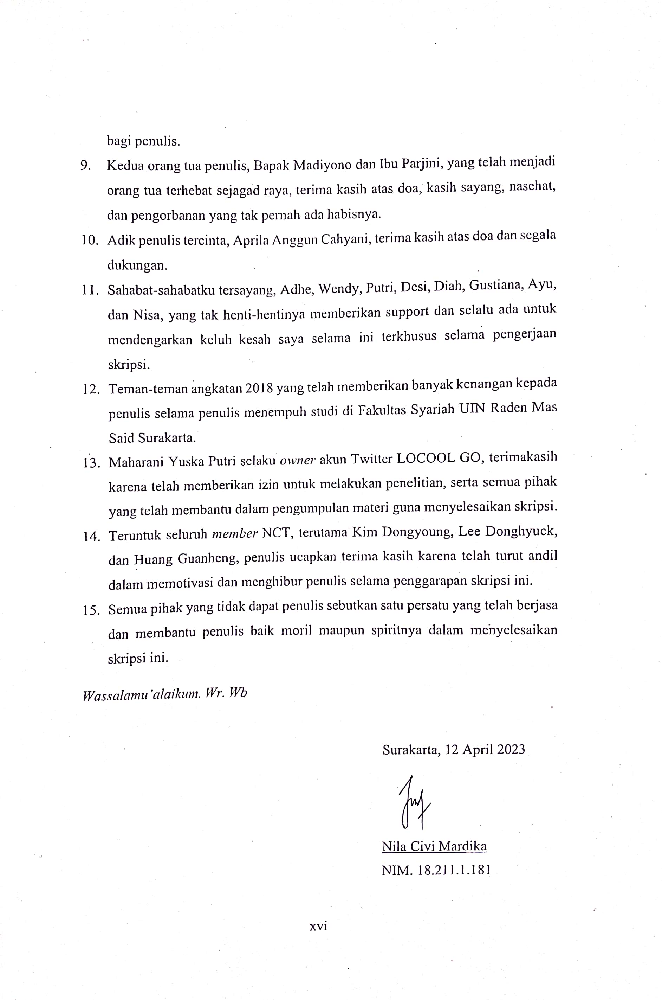 bagi penulis.
9. Kedua orang tua penulis, Bapak Madiyono dan Ibu Parjini, yang telah menjadi
orang tua terhebat sejagad raya, terima kasih atas doa, kasih sayang, nasehat,
dan pengorbanan yang tak pernah ada habisnya.
10. Adik penulis tercinta, Aprila Anggun Cahyani, terima kasih atas doa dan segala
dukungan.
11. Sahabat-sahabatku tersayang, Adhe, Wendy, Putri, Desi, Diah, Gustiana, Ayu,
dan Nisa, yang tak henti-hentinya memberikan support dan selalu ada untuk
mendengarkan keluh kesah saya selama ini terkhusus selama pengerjaan
skripsi.
12. Teman-teman angkatan 2018 yang telah memberikan banyak kenangan kepada
penulis selama penulis menempuh studi di Fakultas Syariah UIN Raden Mas
Said Surakarta.
13. Maharani Yuska Putri selaku owner akun Twitter LOCOOL GO, terimakasih
karena telah memberikan izin untuk melakukan penelitian, serta semua pihak
yang telah membantu dalam pengumpulan materi guna menyelesaikan skripsi.
14. Teruntuk seluruh member NCT, terutama Kim Dongyoung, Lee Donghyuck,
dan Huang Guanheng, penulis ucapkan terima kasih karena telah turut andil
dalam memotivasi dan menghibur penulis selama penggarapan skripsi ini.
15. Semua pihak yang tidak dapat penulis sebutkan satu persatu yang telah berjasa
dan membantu penulis baik moril maupun spiritnya dalam menyelesaikan
skripsi ini.
Wassalamu'alaikum. Wr. Wb
Surakarta, 12 April 2023
Nila Civi Mardika
NIM. 18.211.1.181
xvi